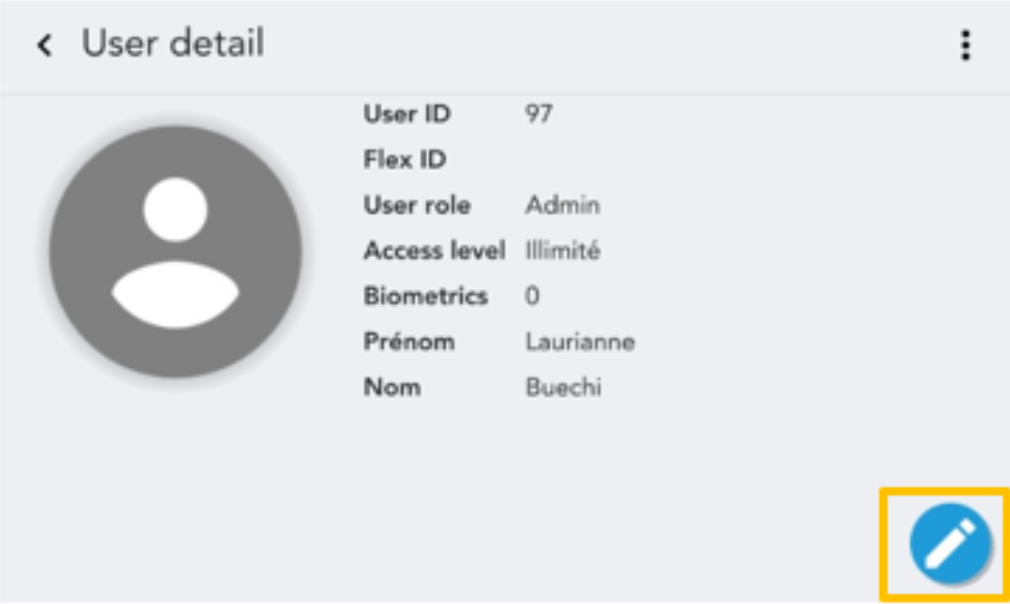 User detail
User ID 97
Flex ID
User role Admin
Access level Illimité
Biometrics 0
Prénom Laurianne
Nom Buechi